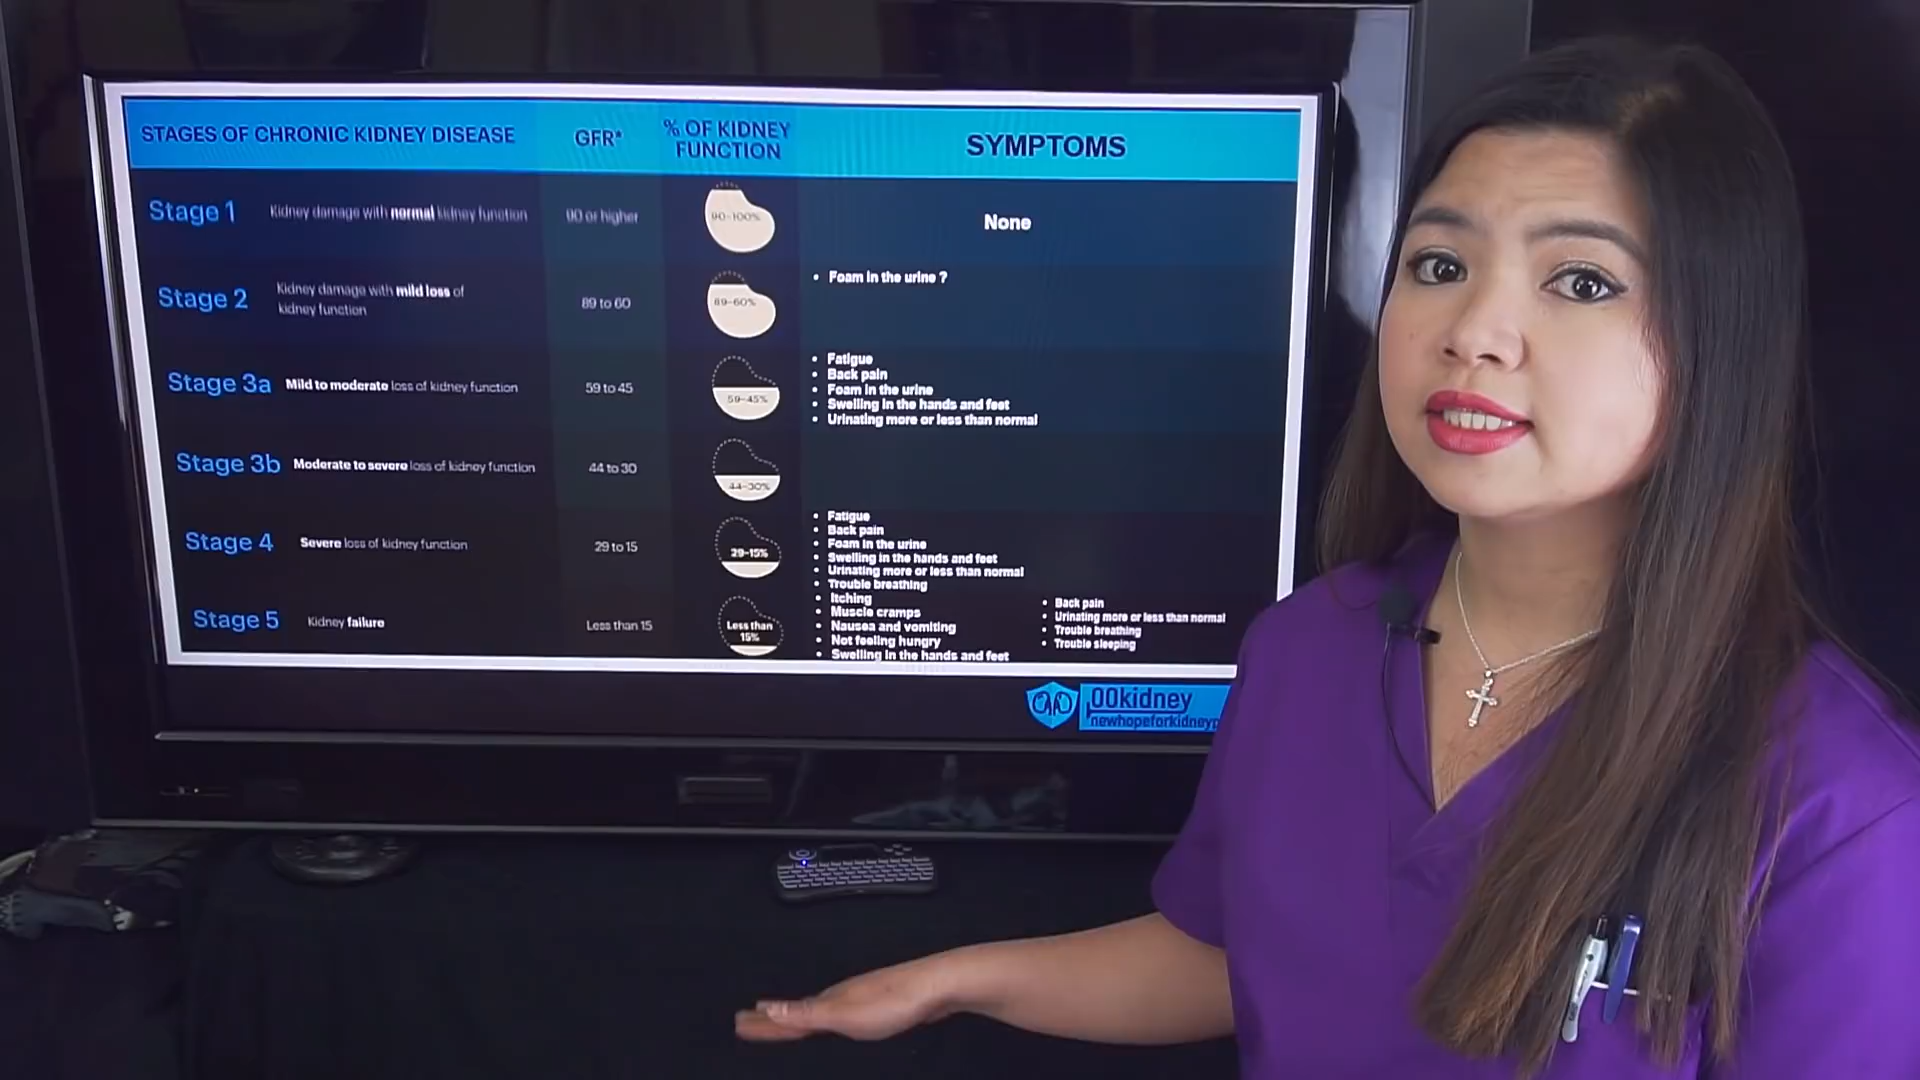 STAGES OF CHRONIC KIDNEY DISEASE
GFR*
% OF KIDNEY
FUNCTION
SYMPTOMS
Stage 1
Kidney damage with normal kidney function
90 or higher
90-100%
None
Stage 2
Kidney damage with mild loss of
kidney function
89 to 60
89-60%
• Foam in the urine ?
Stage 3a
Mild to moderate loss of kidney function
59 to 45
59-45%
• Fatigue
• Back pain
• Foam in the urine
• Swelling in the hands and feet
• Urinating more or less than normal
Stage 3b
Moderate to severe loss of kidney function
44 to 30
44-30%
Stage 4
Severe loss of kidney function
29 to 15
29-15%
• Fatigue
• Back pain
• Foam in the urine
• Swelling in the hands and feet
• Urinating more or less than normal
• Trouble breathing
Stage 5
Kidney failure
Less than 15
Less than
15%
• Itching
• Muscle cramps
• Nausea and vomiting
• Not feeling hungry
• Swelling in the hands and feet
• Back pain
• Urinating more or less than normal
• Trouble breathing
• Trouble sleeping
00kidney
newhopeforkidneyp